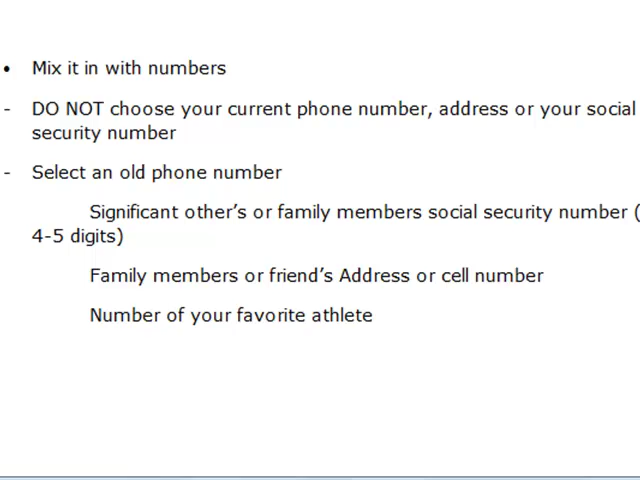 • Mix it in with numbers
- DO NOT choose your current phone number, address or your social
security number
- Select an old phone number
Significant other’s or family members social security number (
4-5 digits)
Family members or friend’s Address or cell number
Number of your favorite athlete